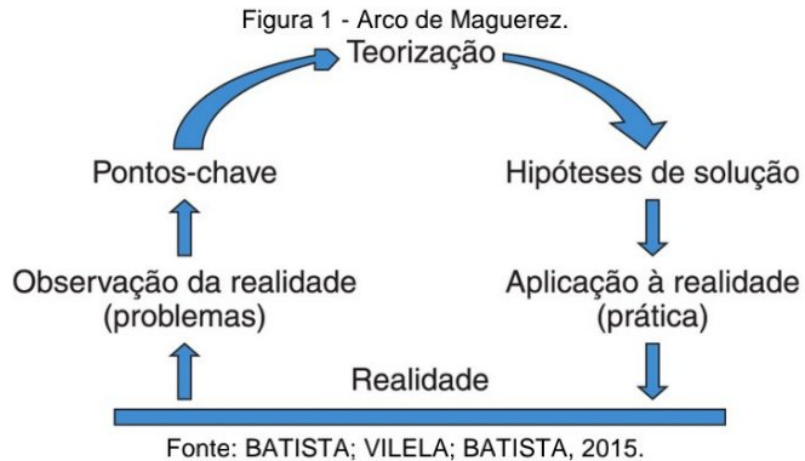 Figura 1 - Arco de Maguerez.
Teorização
Pontos-chave
Hipóteses de solução
Observação da realidade
(problemas)
Aplicação à realidade
(prática)
Realidade
Fonte: BATISTA; VILELA; BATISTA, 2015.